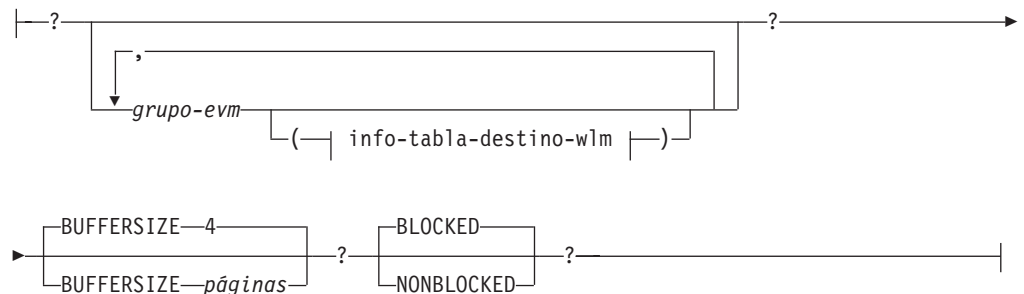 ? ?
,
grupo-evm
( info-tabla-destino-wlm )
BUFFERSIZE 4 BLOCKED
? ?
BUFFERSIZE páginas NONBLOCKED